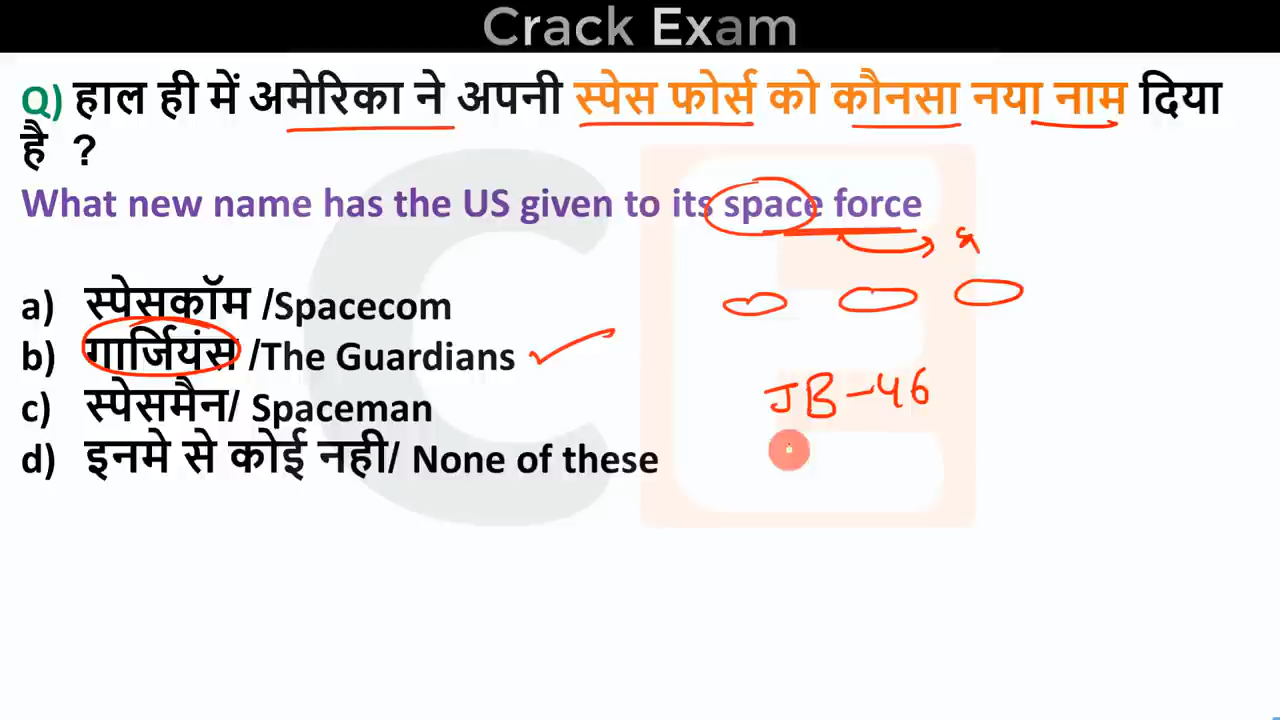 Crack Exam
Q) हाल ही में अमेरिका ने अपनी स्पेस फोर्स को कौनसा नया नाम दिया
है ?
What new name has the US given to its space force
a) स्पेसकॉम /Spacecom
b) गार्जियंस /The Guardians
c) स्पेसमैन/ Spaceman
d) इनमे से कोई नही/ None of these
JB-46